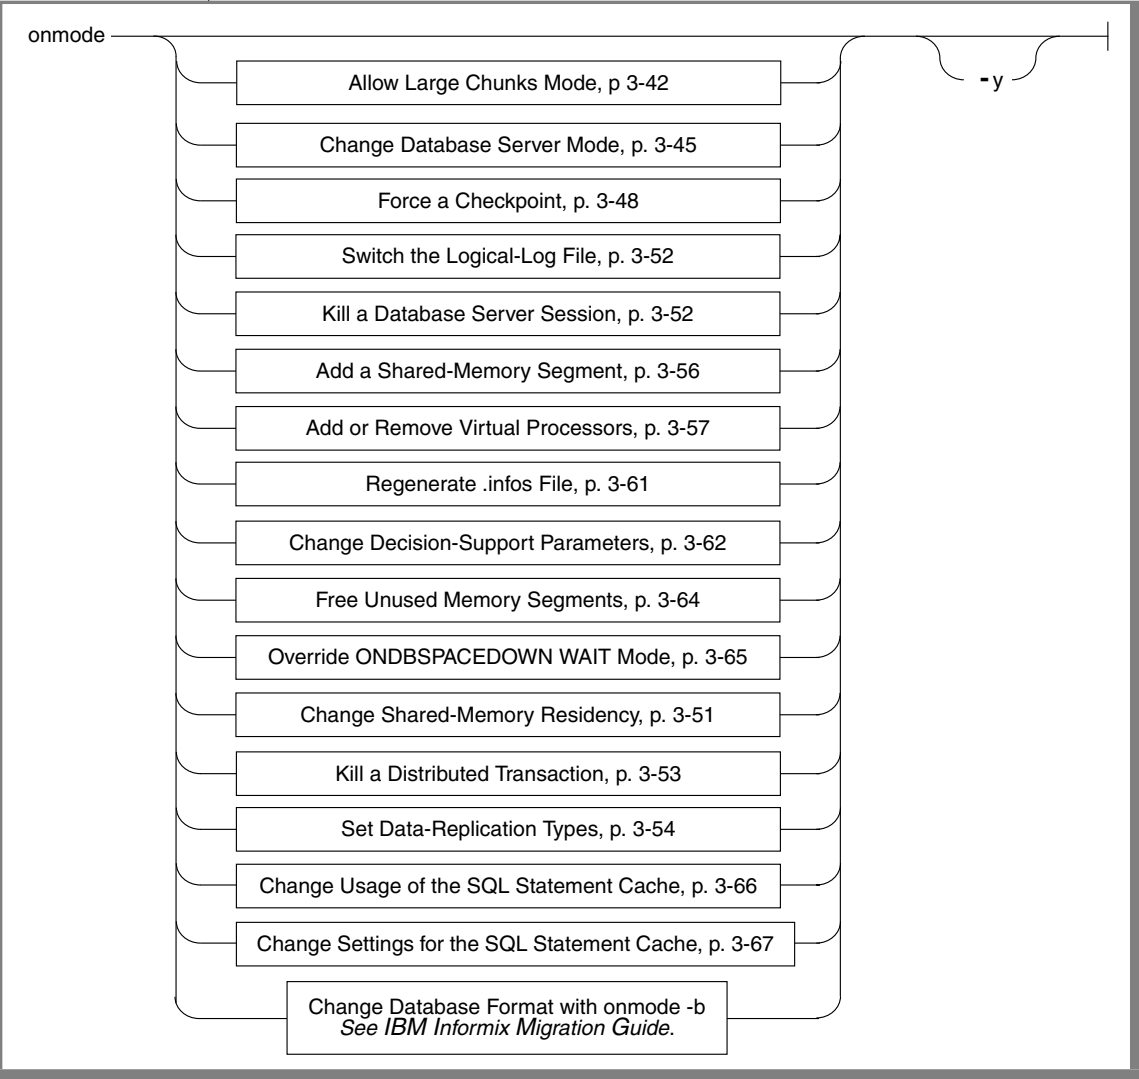 onmode
Allow Large Chunks Mode, p 3-42
-y
Change Database Server Mode, p. 3-45
Force a Checkpoint, p. 3-48
Switch the Logical-Log File, p. 3-52
Kill a Database Server Session, p. 3-52
Add a Shared-Memory Segment, p. 3-56
Add or Remove Virtual Processors, p. 3-57
Regenerate .infos File, p. 3-61
Change Decision-Support Parameters, p. 3-62
Free Unused Memory Segments, p. 3-64
Override ONDBSPACEDOWN WAIT Mode, p. 3-65
Change Shared-Memory Residency, p. 3-51
Kill a Distributed Transaction, p. 3-53
Set Data-Replication Types, p. 3-54
Change Usage of the SQL Statement Cache, p. 3-66
Change Settings for the SQL Statement Cache, p. 3-67
Change Database Format with onmode -b
See IBM Informix Migration Guide.